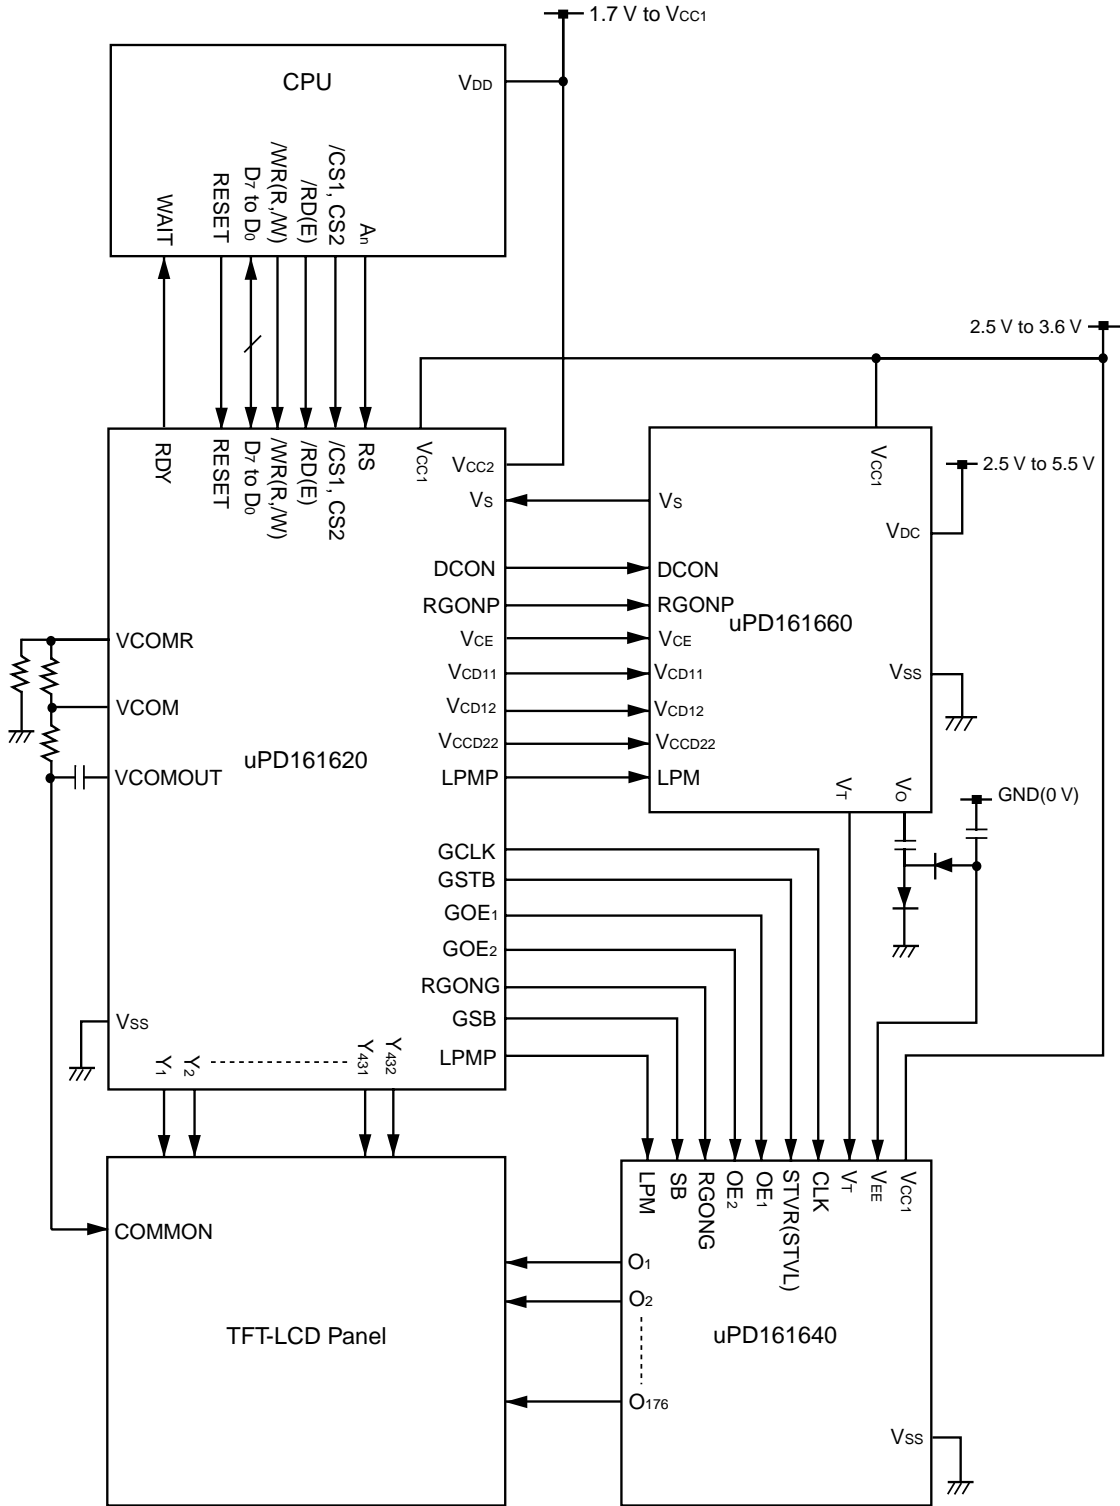 1.7 V to VCC1
CPU
VDD
WAIT
RESET
D7 to D0
/WR(R,/W)
/RD(E)
/CS1, CS2
An
2.5 V to 3.6 V
RDY
RESET
D7 to D0
/WR(R,/W)
/RD(E)
/CS1, CS2
RS
VCC1
VCC2
VS
DCON
RGONP
VCE
VCD11
VCD12
VCCD22
LPMP
GCLK
GSTB
GOE1
GOE2
RGONG
GSB
LPMP
VCOMR
VCOM
VCOMOUT
uPD161620
VSS
Y1
Y2
Y431
Y432
VCC1
2.5 V to 5.5 V
VS
VDC
DCON
RGONP
uPD161660
VCE
VCD11
VSS
VCD12
VCCD22
LPM
VT
VO
GND(0 V)
COMMON
TFT-LCD Panel
LPM
SB
RGONG
OE2
OE1
STVR(STVL)
CLK
VT
VEE
VCC1
O1
O2
uPD161640
O176
VSS